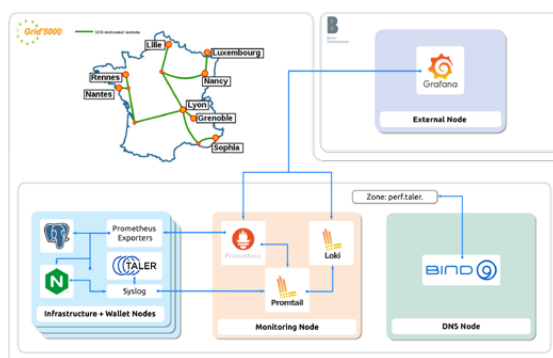 Grid'5000
10G dedicated lambda
Lille
Luxembourg
Rennes
Nancy
Nantes
Lyon
Grenoble
Sophia
Grafana
External Node
Zone: perf.taler.
Prometheus
Exporters
Prometheus
Loki
TALER
BIND 9
Syslog
Promtail
Infrastructure + Wallet Nodes
Monitoring Node
DNS Node